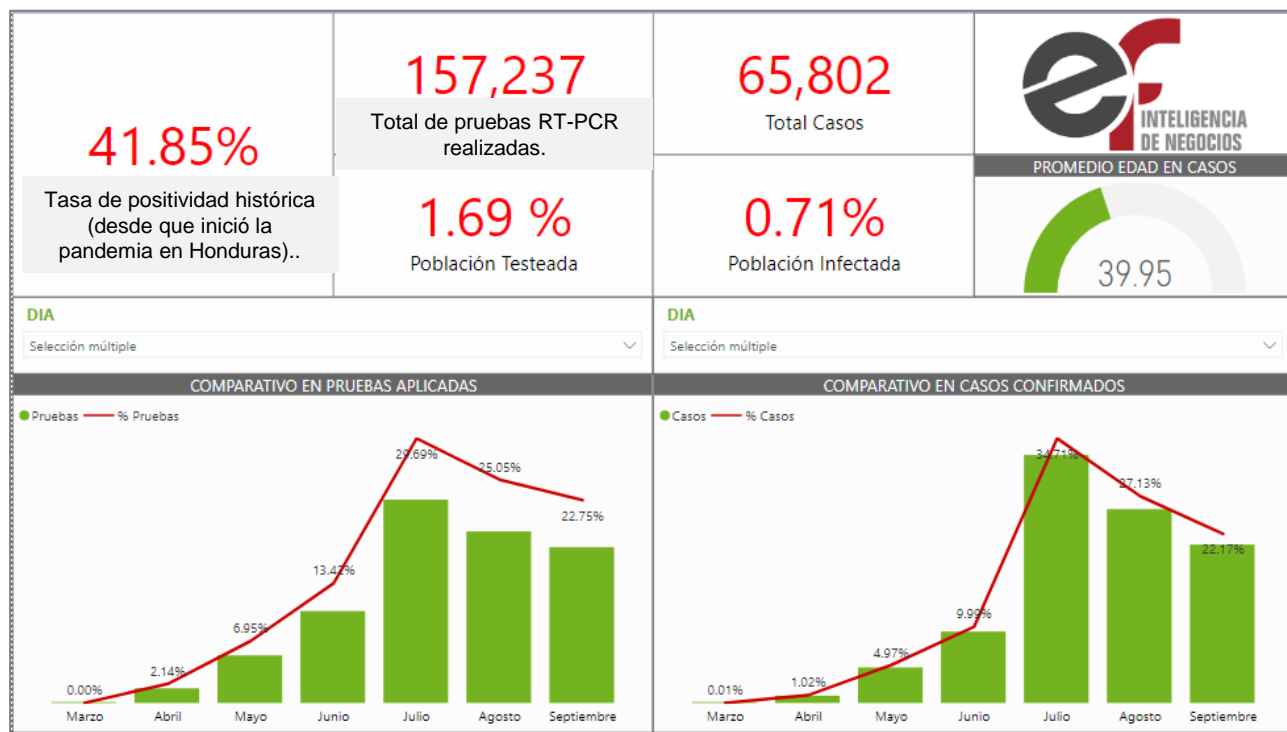 41.85%
Tasa de positividad histórica
(desde que inició la
pandemia en Honduras)..
157,237
Total de pruebas RT-PCR
realizadas.
65,802
Total Casos
ef
INTELIGENCIA
DE NEGOCIOS
1.69 %
Población Testeada
0.71%
Población Infectada
PROMEDIO EDAD EN CASOS
39.95
DIA
Selección múltiple
DIA
Selección múltiple
COMPARATIVO EN PRUEBAS APLICADAS
Pruebas % Pruebas
0.00%
2.14%
6.95%
13.42%
29.69%
25.05%
22.75%
Marzo Abril Mayo Junio Julio Agosto Septiembre
COMPARATIVO EN CASOS CONFIRMADOS
Casos % Casos
0.01%
1.02%
4.97%
9.99%
34.71%
27.13%
22.17%
Marzo Abril Mayo Junio Julio Agosto Septiembre